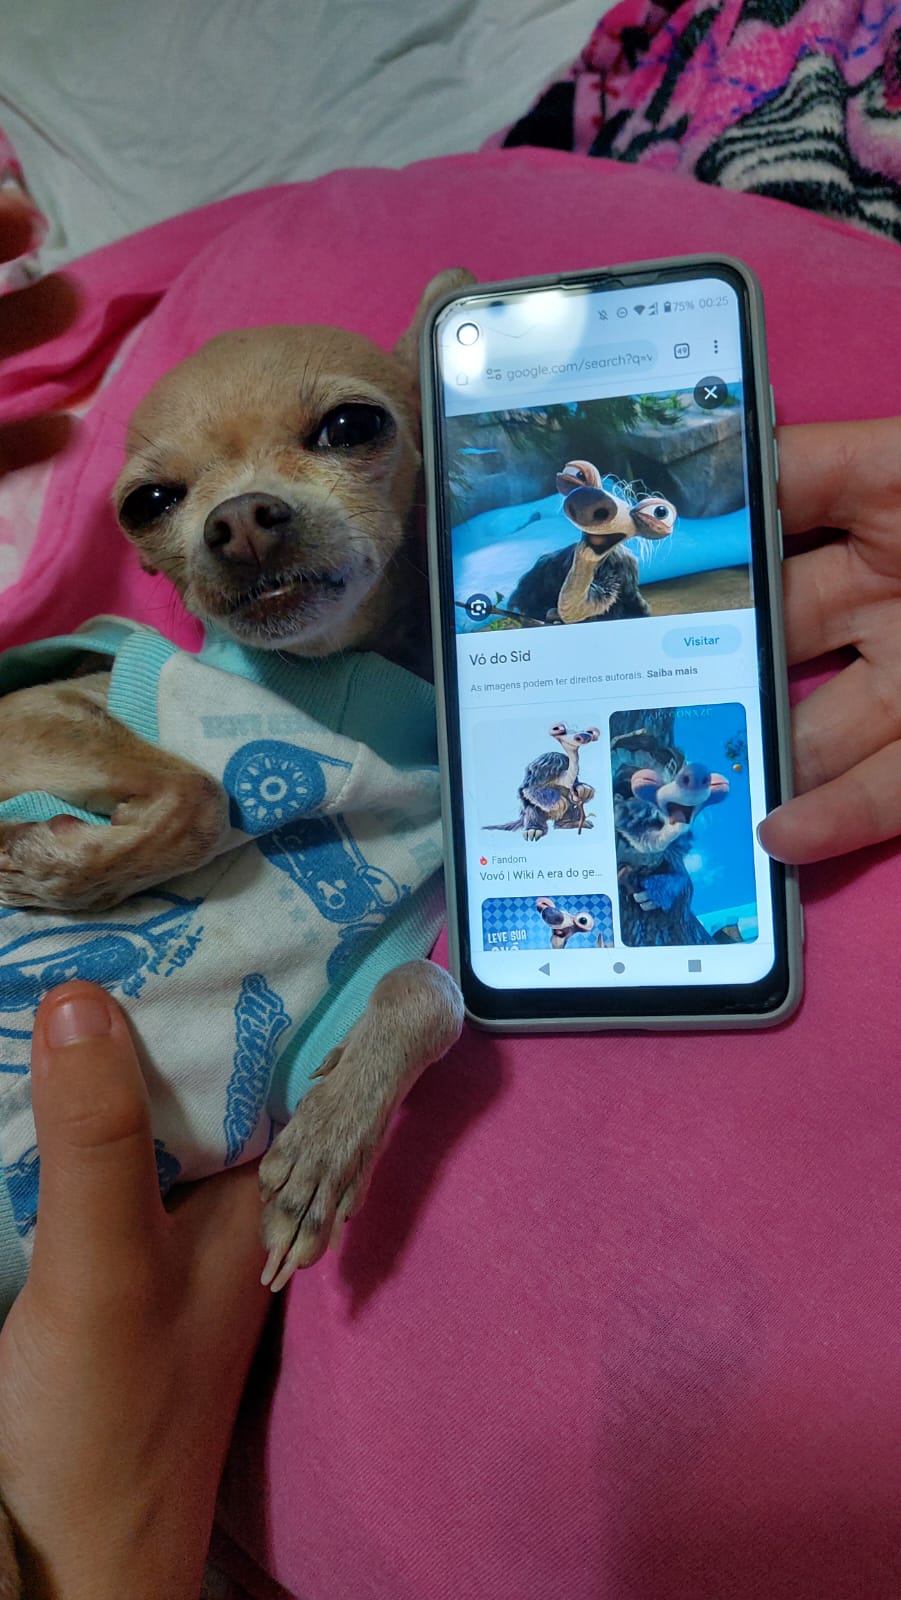 75% 00:25
49
google.com/search?q=v
Vó do Sid
Visitar
As imagens podem ter direitos autorais. Saiba mais
Fandom
Vovó | Wiki A era do ge...
LEVE SUA
-USA-